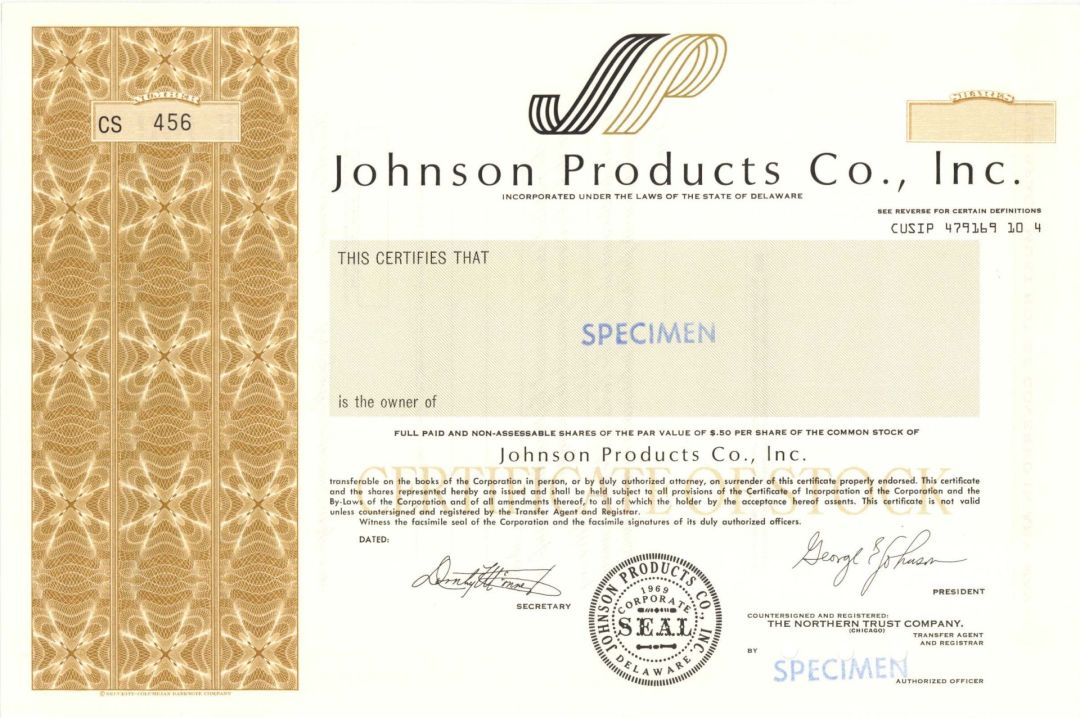 JP
CS 456
Johnson Products Co., Inc.
INCORPORATED UNDER THE LAWS OF THE STATE OF DELAWARE
SEE REVERSE FOR CERTAIN DEFINITIONS
CUSIP 479169 10 4
THIS CERTIFIES THAT
SPECIMEN
is the owner of
FULL PAID AND NON-ASSESSABLE SHARES OF THE PAR VALUE OF $.50 PER SHARE OF THE COMMON STOCK OF
Johnson Products Co., Inc.
CERTIFICATE OF STOCK
transferable on the books of the Corporation in person, or by duly authorized attorney, on surrender of this certificate properly endorsed. This certificate
and the shares represented hereby are issued and shall be held subject to all provisions of the Certificate of Incorporation of the Corporation and the
By-Laws of the Corporation and of all amendments thereof, to all of which the holder by the acceptance hereof assents. This certificate is not valid
unless countersigned and registered by the Transfer Agent and Registrar.
Witness the facsimile seal of the Corporation and the facsimile signatures of its duly authorized officers.
DATED:
SECRETARY
JOHNSON PRODUCTS CO., INC.
1969
CORPORATE
SEAL
DELAWARE
George E Johnson
PRESIDENT
COUNTERSIGNED AND REGISTERED:
THE NORTHERN TRUST COMPANY.
(CHICAGO)
TRANSFER AGENT
AND REGISTRAR
BY
SPECIMEN
AUTHORIZED OFFICER
© SECURITY-COLUMBIAN BANKNOTE COMPANY